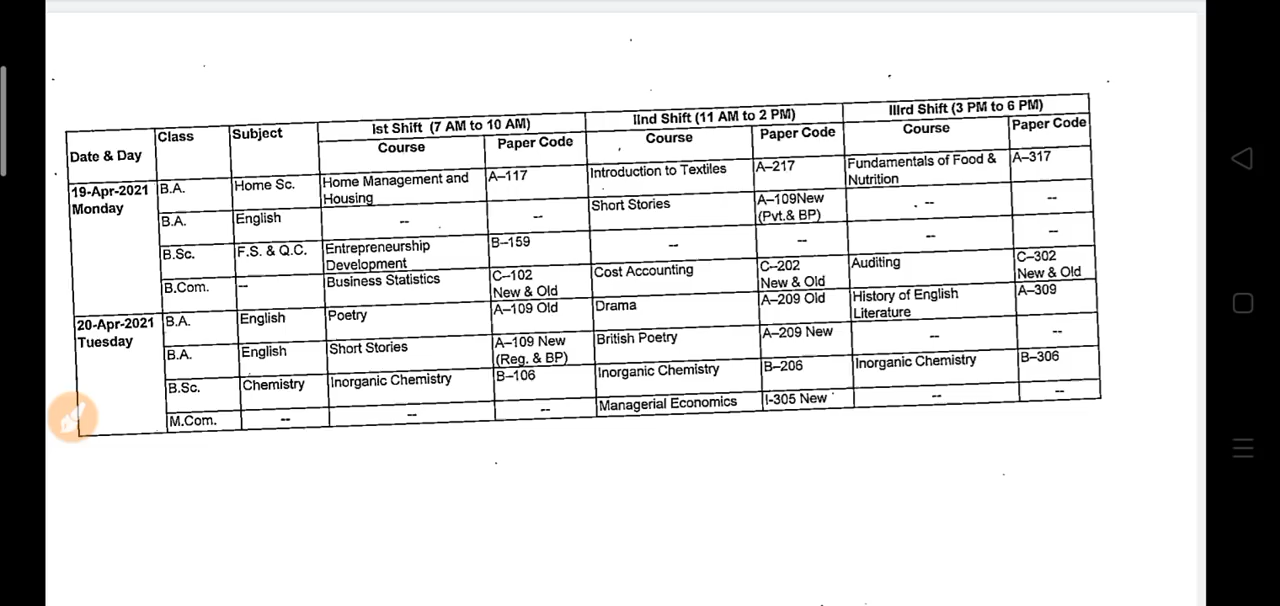 Date & Day Class Subject Ist Shift (7 AM to 10 AM) IInd Shift (11 AM to 2 PM) IIIrd Shift (3 PM to 6 PM)
Course Paper Code Course Paper Code Course Paper Code
19-Apr-2021 B.A. Home Sc. Home Management and A–117 Introduction to Textiles A–217 Fundamentals of Food & A–317
Monday Housing Nutrition
B.A. English -- -- Short Stories A–109New -- --
(Pvt.& BP)
B.Sc. F.S. & Q.C. Entrepreneurship B–159 -- -- -- --
Development
B.Com. -- Business Statistics C–102 Cost Accounting C–202 Auditing C–302
New & Old New & Old New & Old
20-Apr-2021 B.A. English Poetry A–109 Old Drama A–209 Old History of English A–309
Tuesday Literature
B.A. English Short Stories A–109 New British Poetry A–209 New -- --
(Reg. & BP)
B.Sc. Chemistry Inorganic Chemistry B–106 Inorganic Chemistry B–206 Inorganic Chemistry B–306
M.Com. -- -- -- Managerial Economics I-305 New -- --